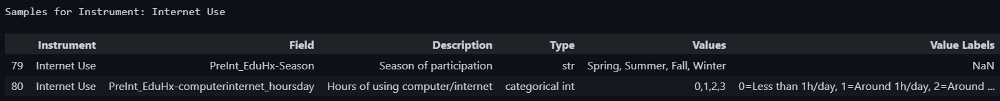 Samples for Instrument: Internet Use
Instrument Field Description Type Values Value Labels
79 Internet Use PreInt_EduHx-Season Season of participation str Spring, Summer, Fall, Winter NaN
80 Internet Use PreInt_EduHx-computerinternet_hoursday Hours of using computer/internet categorical int 0,1,2,3 0=Less than 1h/day, 1=Around 1h/day, 2=Around ...